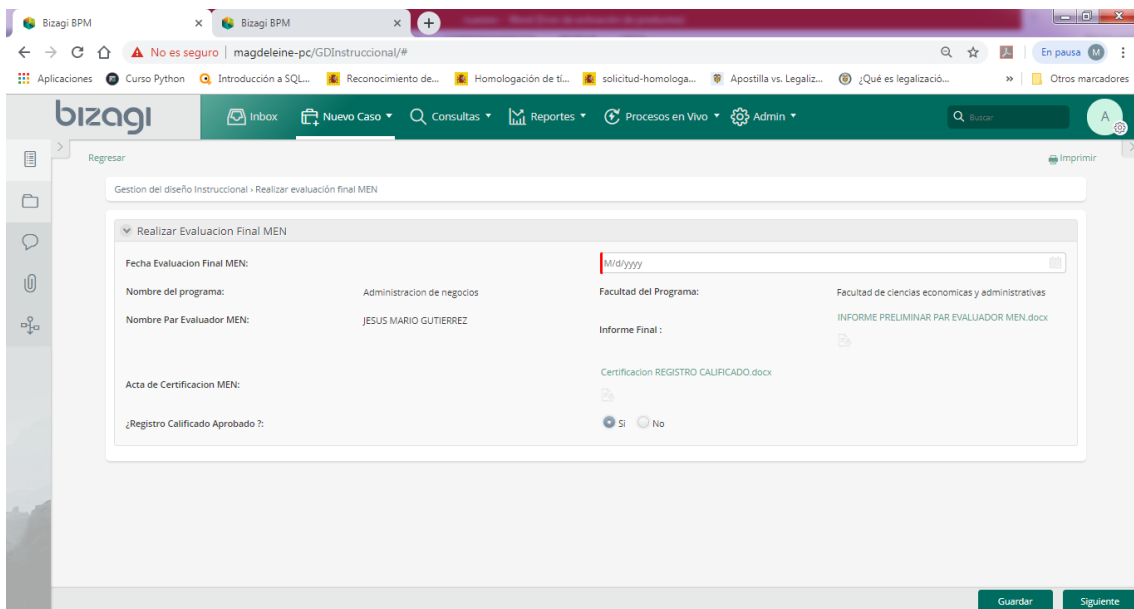 Bizagi BPM
Bizagi BPM
No es seguro | magdeleine-pc/GDInstruccional/#
En pausa M
Aplicaciones Curso Python Introducción a SQL... Reconocimiento de... Homologación de tí... solicitud-homologa... Apostilla vs. Legaliz... ¿Qué es legalizació... » Otros marcadores
bizagi Inbox Nuevo Caso Consultas Reportes Procesos en Vivo Admin Buscar A
Regresar Imprimir
Gestion del diseño Instruccional › Realizar evaluación final MEN
Realizar Evaluacion Final MEN
Fecha Evaluacion Final MEN: M/d/yyyy
Nombre del programa: Administracion de negocios Facultad del Programa: Facultad de ciencias economicas y administrativas
Nombre Par Evaluador MEN: JESUS MARIO GUTIERREZ Informe Final : INFORME PRELIMINAR PAR EVALUADOR MEN.docx
Acta de Certificacion MEN: Certificacion REGISTRO CALIFICADO.docx
¿Registro Calificado Aprobado ?: Si No
Guardar Siguiente